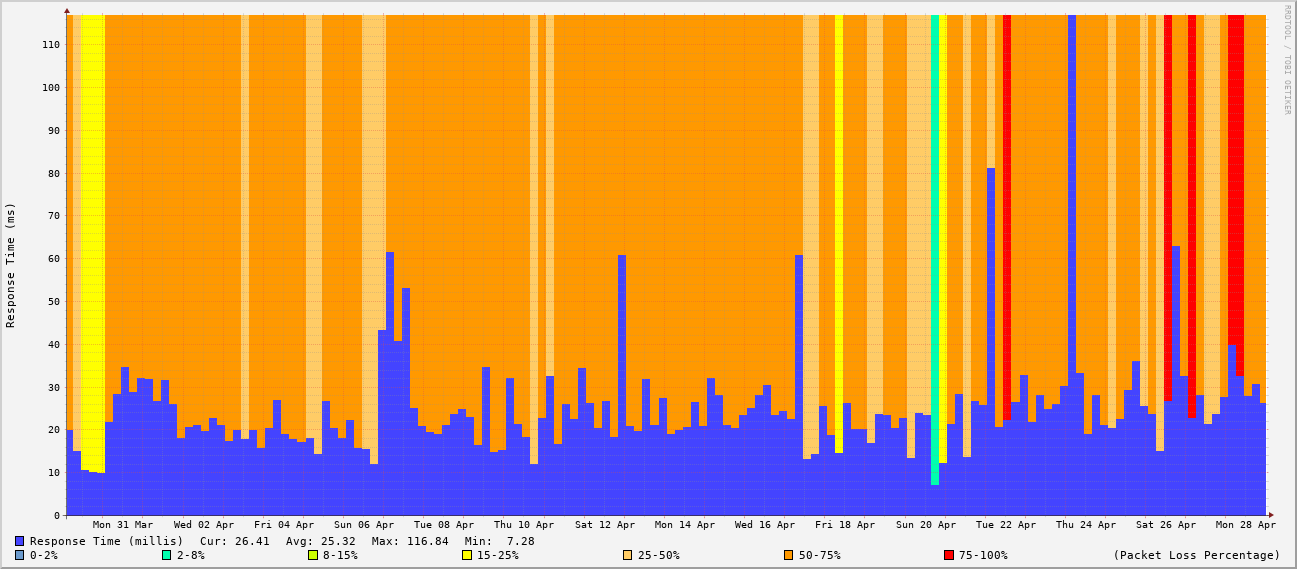 RRDTOOL / TOBI OETIKER
Response Time (ms)
110
100
90
80
70
60
50
40
30
20
10
0
Mon 31 Mar Wed 02 Apr Fri 04 Apr Sun 06 Apr Tue 08 Apr Thu 10 Apr Sat 12 Apr Mon 14 Apr Wed 16 Apr Fri 18 Apr Sun 20 Apr Tue 22 Apr Thu 24 Apr Sat 26 Apr Mon 28 Apr
Response Time (millis) Cur: 26.41 Avg: 25.32 Max: 116.84 Min: 7.28
0-2% 2-8% 8-15% 15-25% 25-50% 50-75% 75-100% (Packet Loss Percentage)